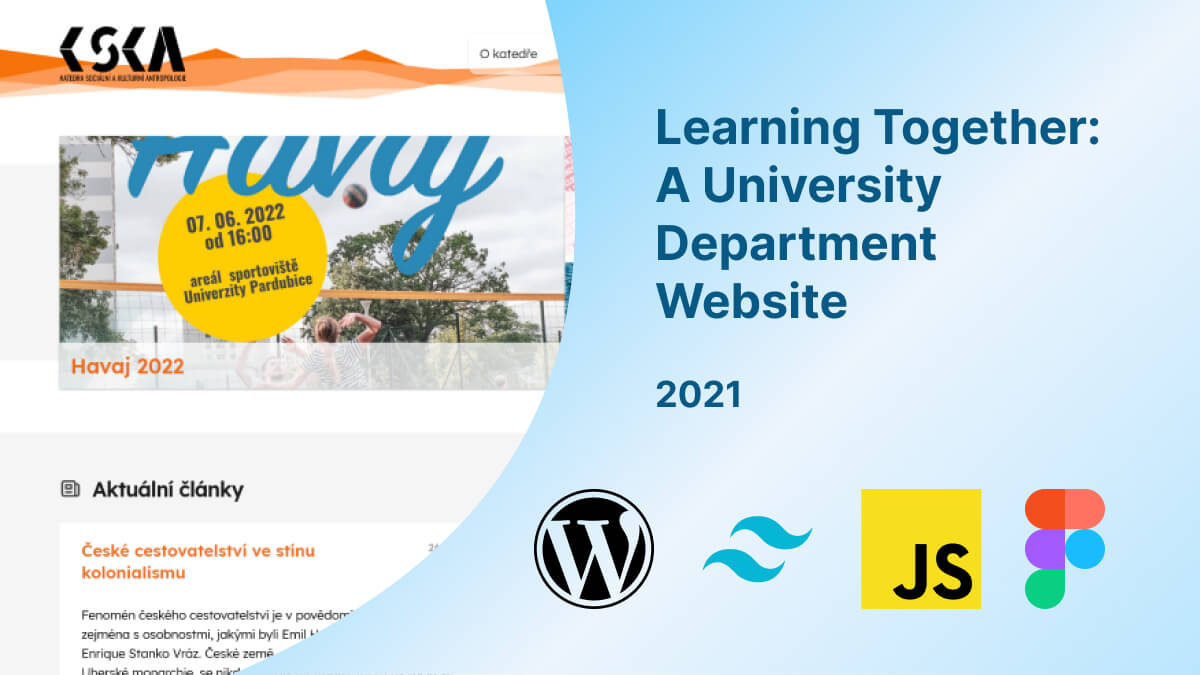 KSKA
KATEDRA SOCIÁLNÍ A KULTURNÍ ANTROPOLOGIE
O katedře
Havaj
07. 06. 2022
od 16:00
areál sportoviště
Univerzity Pardubice
Havaj 2022
Aktuální články
České cestovatelství ve stínu
kolonialismu
Fenomén českého cestovatelství je v
zejména s osobnostmi, jakými byli Emil
Enrique Stanko Vráz. České země
Uherské monarchie, se
Learning Together:
A University
Department
Website
2021
W
JS